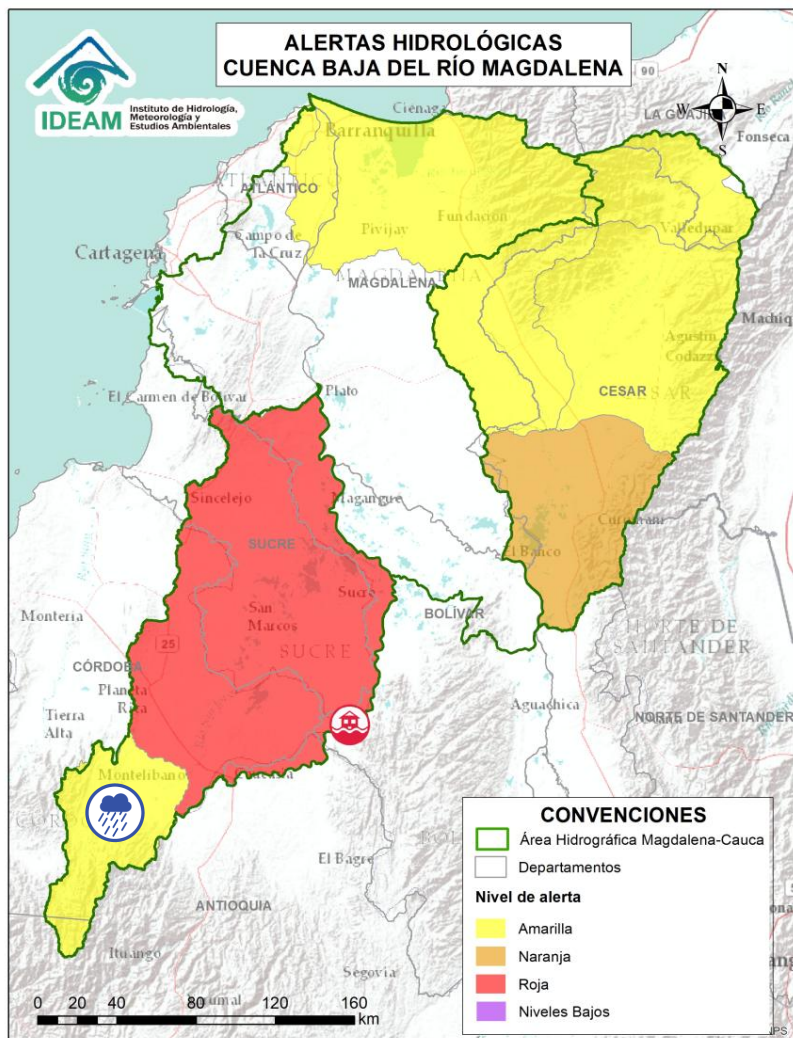 ALERTAS HIDROLÓGICAS
CUENCA BAJA DEL RÍO MAGDALENA
IDEAM
Instituto de Hidrología,
Meteorología y
Estudios Ambientales
90
N
W
E
S
Ciénaga
LA GUAJIRA
Barranquilla
Fonseca
ATLÁNTICO
Pivijay
Fundación
Valledupar
Campo de
la Cruz
Cartagena
MAGDALENA
MAGDALENA
Machiq
Agustín
Codazzi
CESAR
El Carmen de Bolívar
Plato
Sincelejo
Magangue
SUCRE
El Banco
Sucre
BOLÍVAR
Montería
San
Marcos
SUCRE
NORTE DE
SANTANDER
25
CÓRDOBA
Planeta
Rica
Tierra
Alta
Aguachica
NORTE DE SANTANDER
Montelibano
Caucasia
El Bagre
ANTIOQUIA
Ituango
Segovia
CONVENCIONES
Área Hidrográfica Magdalena-Cauca
Departamentos
Nivel de alerta
Amarilla
Naranja
Roja
Niveles Bajos
0 20 40 80 120 160
km